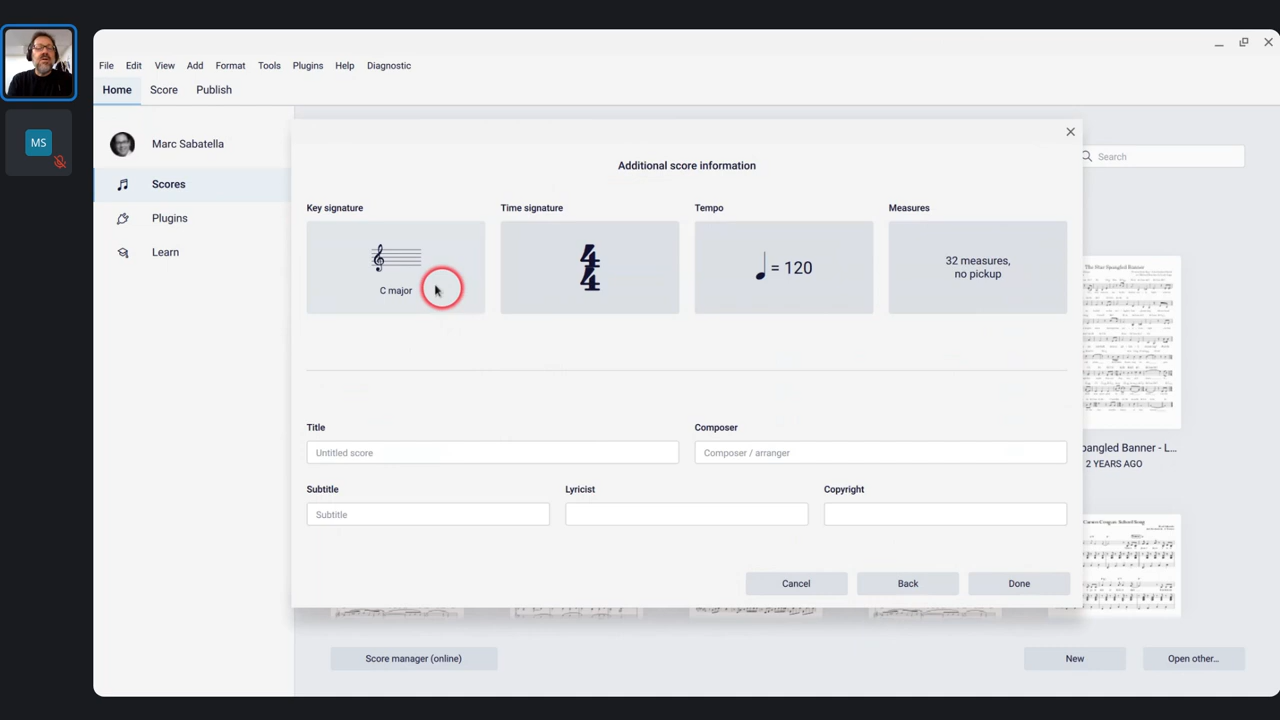 File Edit View Add Format Tools Plugins Help Diagnostic
Home Score Publish
MS
Marc Sabatella
Scores
Plugins
Learn
Search
Additional score information
Key signature
Time signature
Tempo
Measures
C major
4
4
= 120
32 measures,
no pickup
Title
Composer
Untitled score
Composer / arranger
Subtitle
Lyricist
Copyright
Subtitle
Cancel
Back
Done
The Star Spangled Banner
pangled Banner - L...
2 YEARS AGO
Score manager (online)
New
Open other...